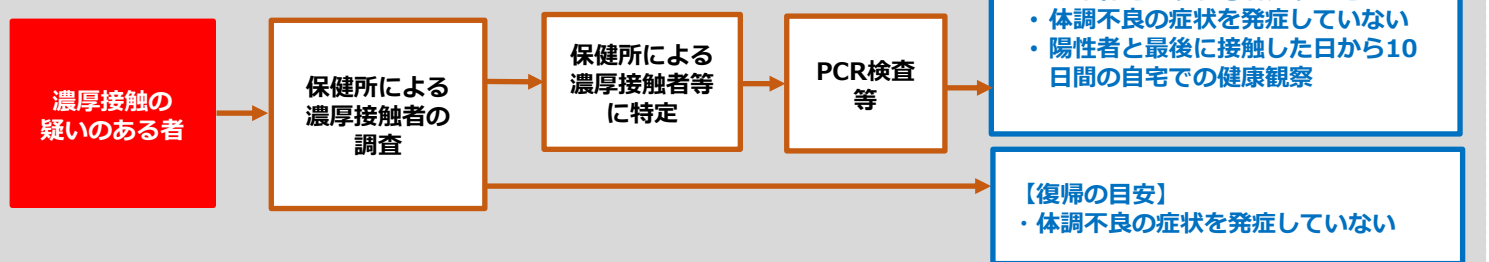 濃厚接触の
疑いのある者
保健所による
濃厚接触者の
調査
保健所による
濃厚接触者等
に特定
PCR検査
等
・体調不良の症状を発症していない
・陽性者と最後に接触した日から10
日間の自宅での健康観察
【復帰の目安】
・体調不良の症状を発症していない